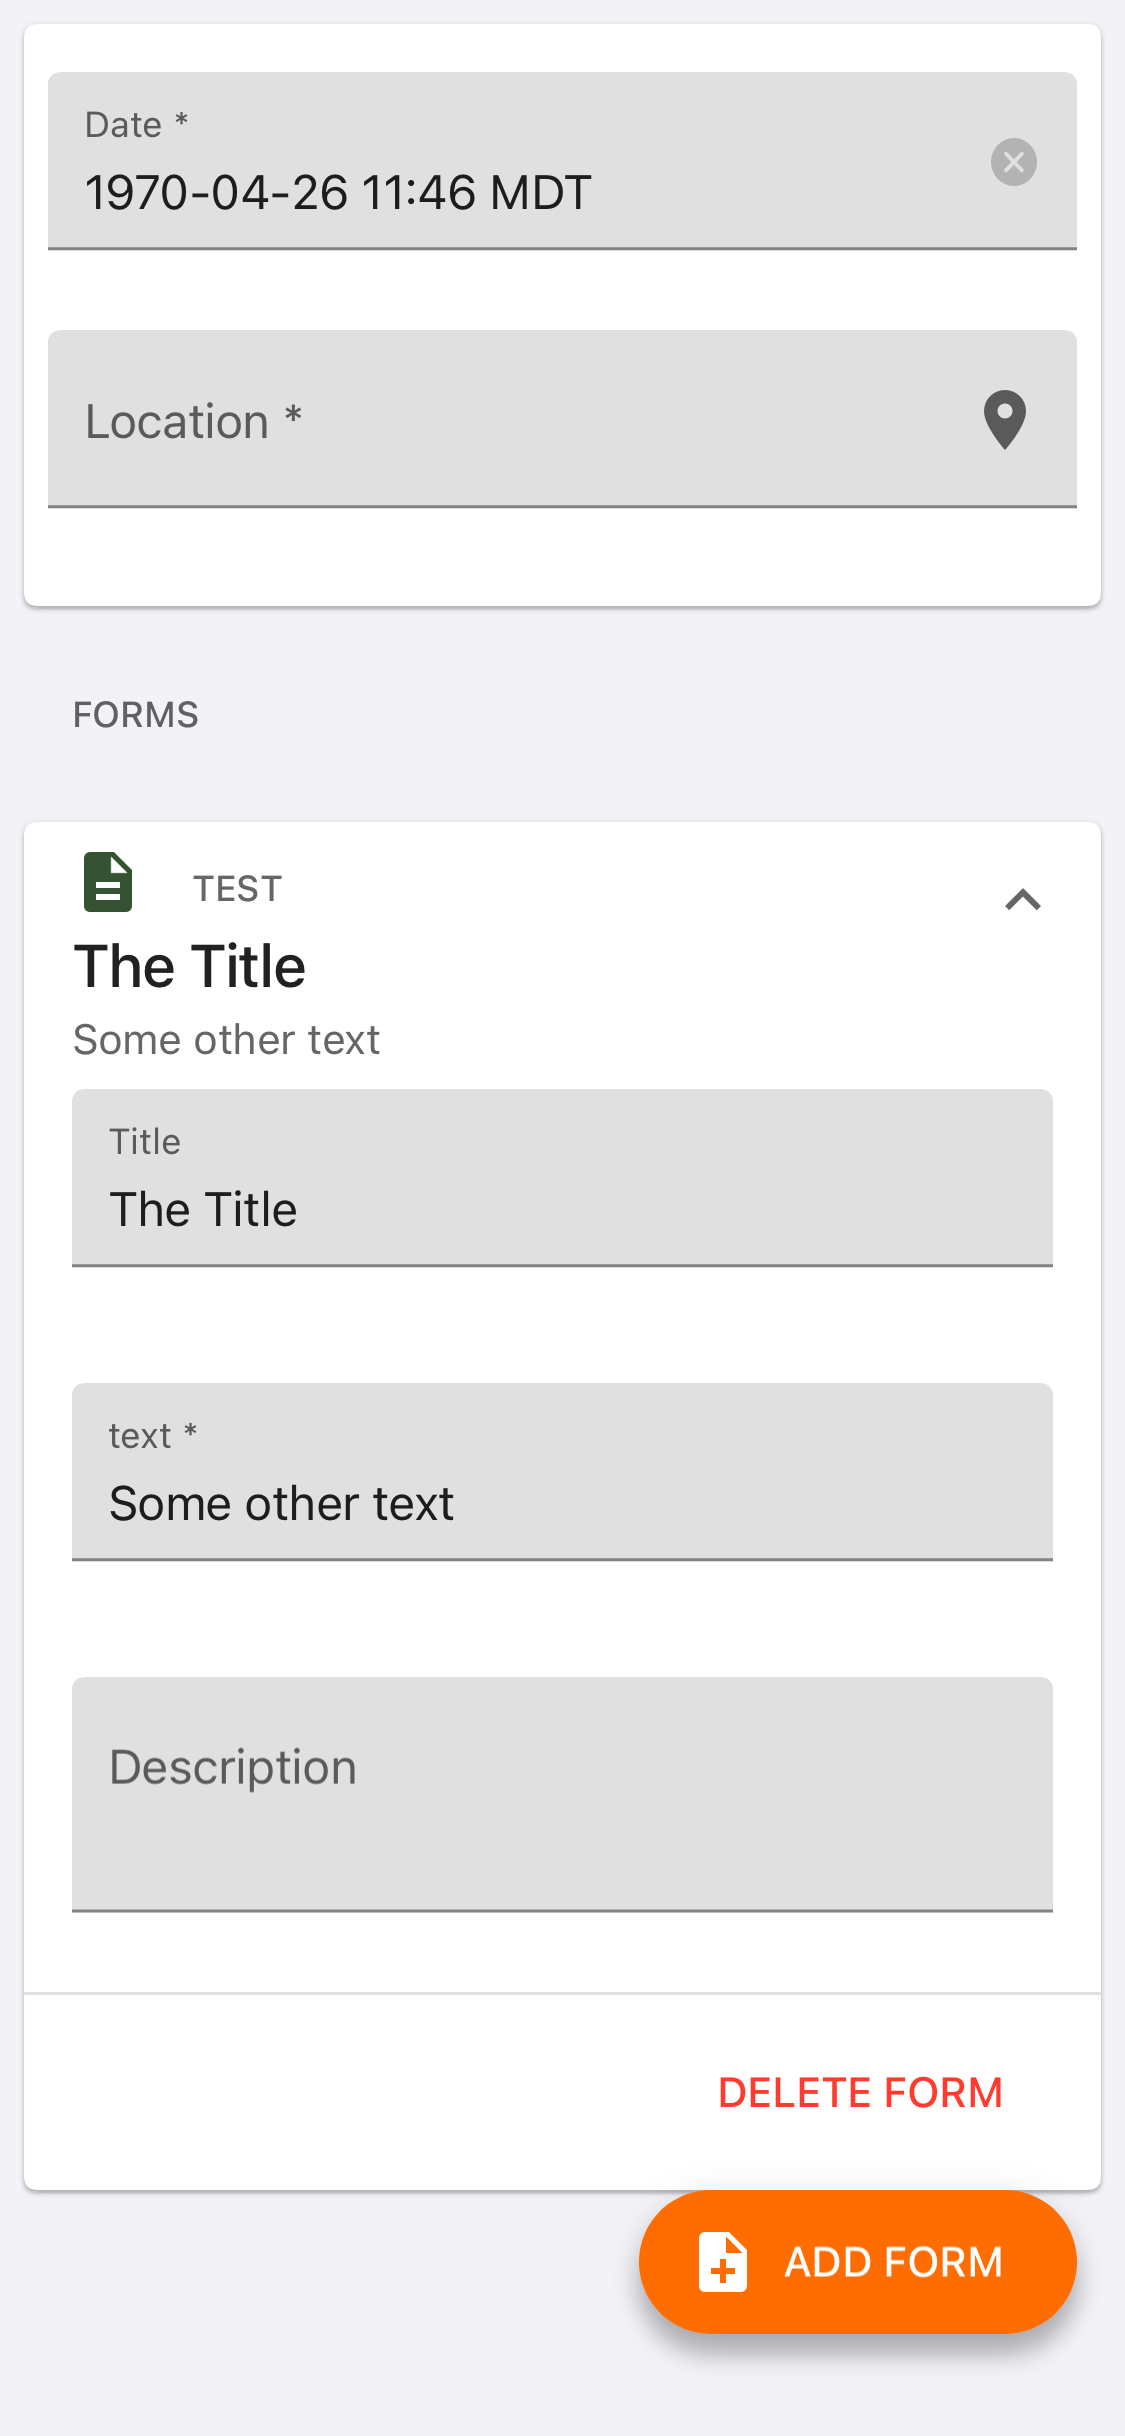 Date *
1970-04-26 11:46 MDT
Location *
FORMS
TEST
The Title
Some other text
Title
The Title
text *
Some other text
Description
DELETE FORM
ADD FORM